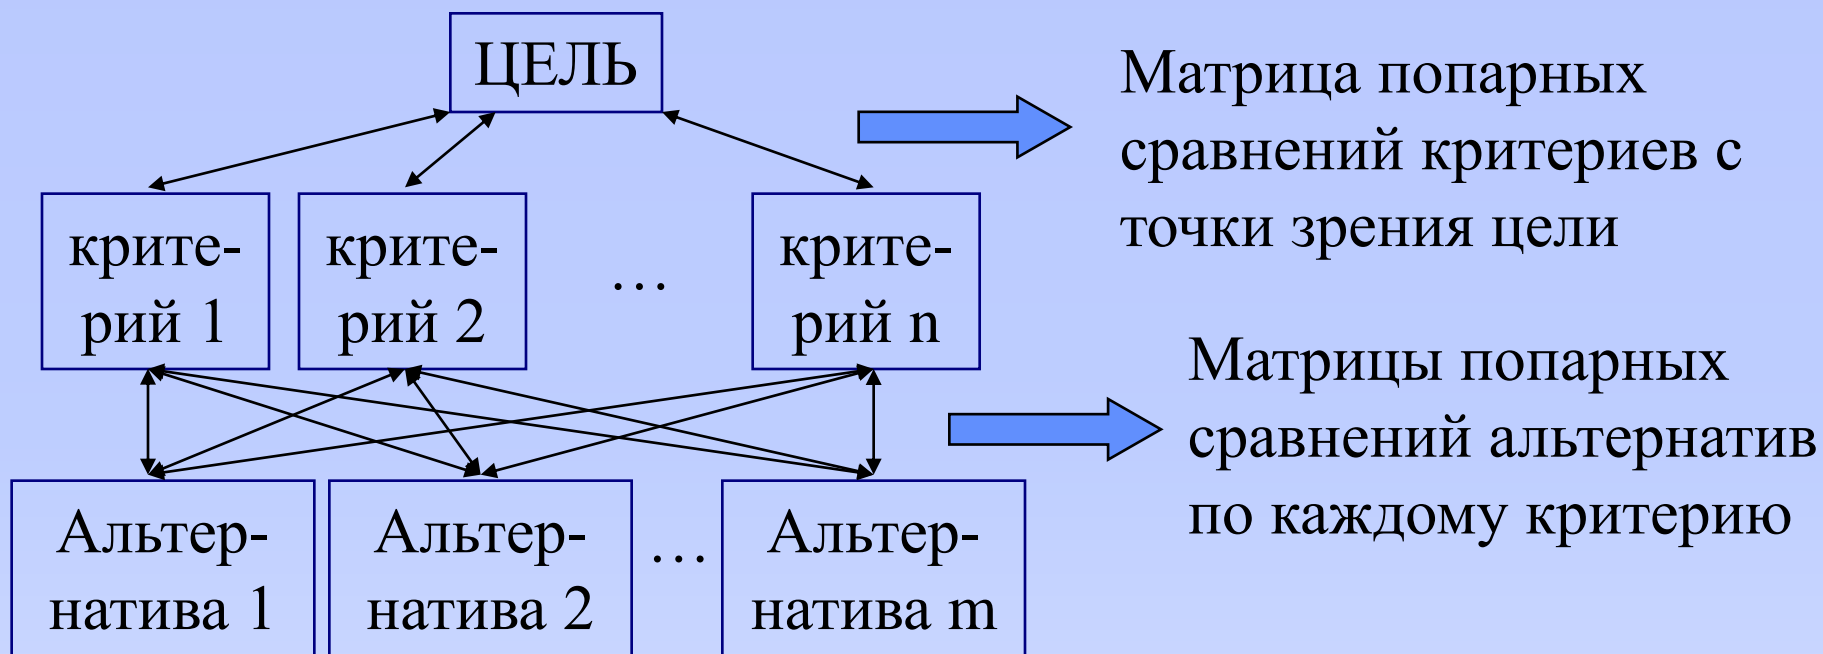 ЦЕЛЬ
Матрица попарных
сравнений критериев с
точки зрения цели
крите-
рий 1
крите-
рий 2
…
крите-
рий n
Матрицы попарных
сравнений альтернатив
по каждому критерию
Альтер-
натива 1
Альтер-
натива 2
…
Альтер-
натива m